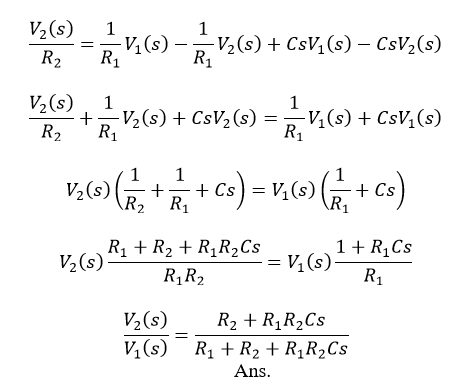 V₂(s)/R₂ = 1/R₁ V₁(s) − 1/R₁ V₂(s) + CsV₁(s) − CsV₂(s)
V₂(s)/R₂ + 1/R₁ V₂(s) + CsV₂(s) = 1/R₁ V₁(s) + CsV₁(s)
V₂(s) (1/R₂ + 1/R₁ + Cs) = V₁(s) (1/R₁ + Cs)
V₂(s) (R₁ + R₂ + R₁R₂Cs)/(R₁R₂) = V₁(s) (1 + R₁Cs)/R₁
V₂(s)/V₁(s) = (R₂ + R₁R₂Cs)/(R₁ + R₂ + R₁R₂Cs)
Ans.